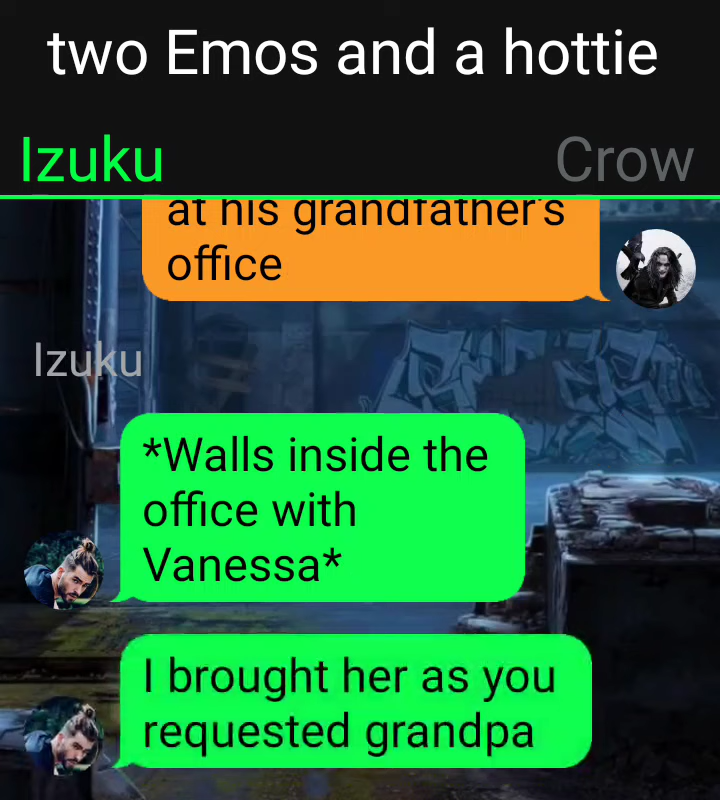 two Emos and a hottie
Izuku
Crow
at his grandfather's
office
Izuku
*Walls inside the
office with
Vanessa*
I brought her as you
requested grandpa